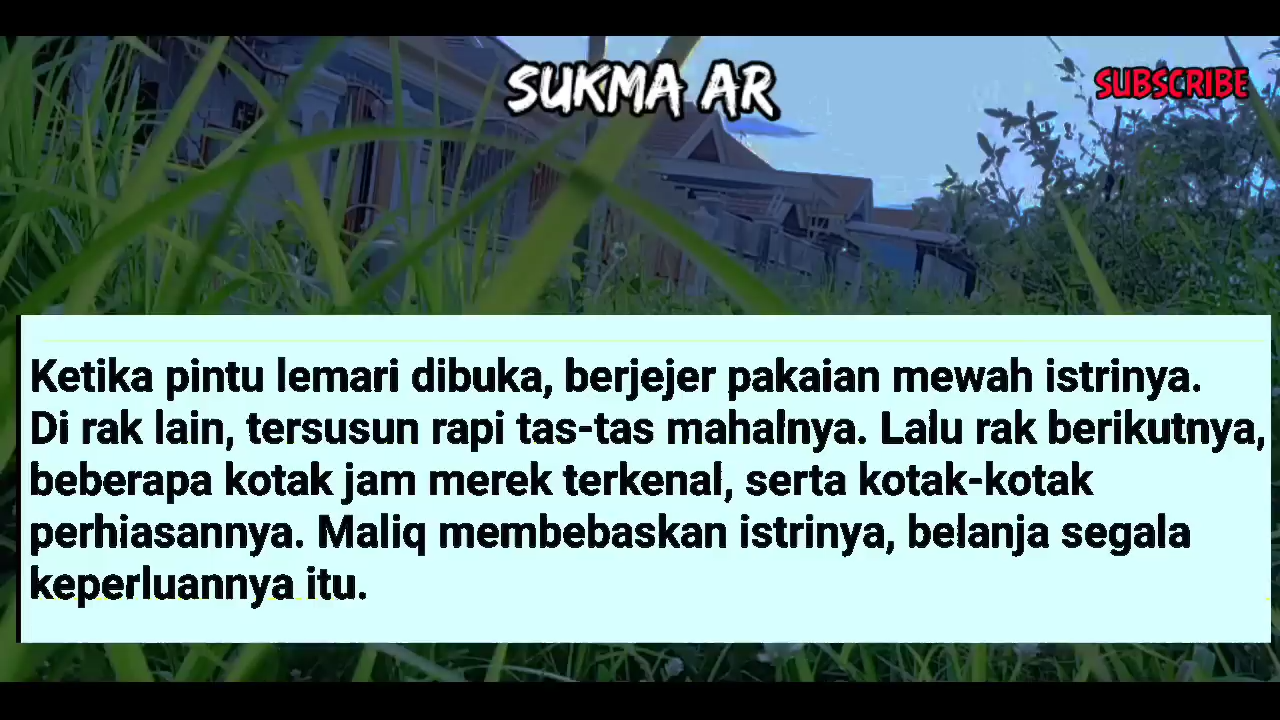 SUKMA AR
SUBSCRIBE
Ketika pintu lemari dibuka, berjejer pakaian mewah istrinya.
Di rak lain, tersusun rapi tas-tas mahalnya. Lalu rak berikutnya,
beberapa kotak jam merek terkenal, serta kotak-kotak
perhiasannya. Maliq membebaskan istrinya, belanja segala
keperluannya itu.